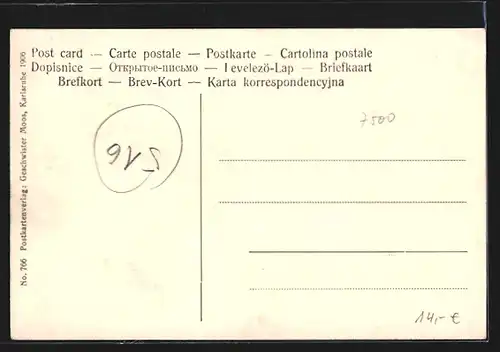 Post card — Carte postale — Postkarte — Cartolina postale
Dopisnice — Открытое-письмо — Levelezö-Lap — Briefkaart
Brefkort — Brev-Kort — Karta korrespondencyjna
7500
516
No. 766 Postkartenverlag: Geschwister Moos, Karlsruhe 1906
14,- €